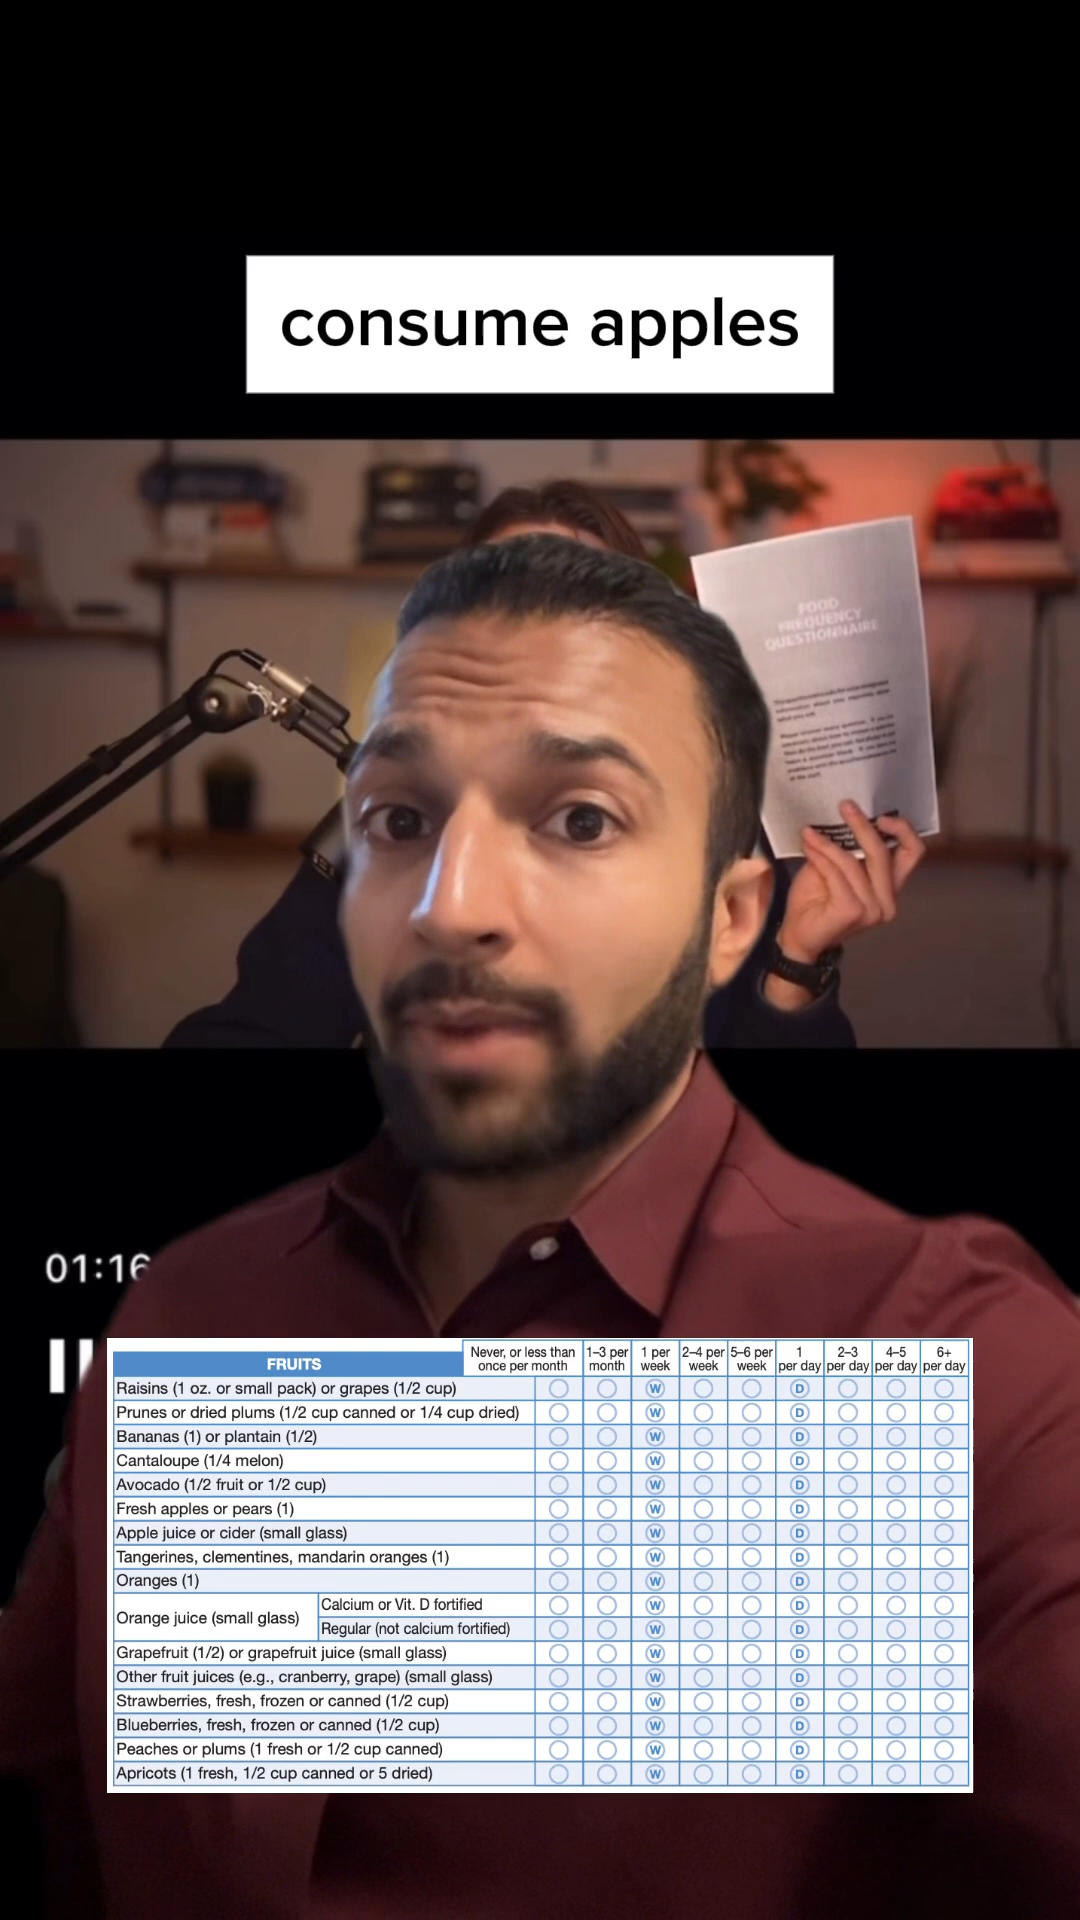 consume apples
FOOD
FREQUENCY
QUESTIONNAIRE
01:16
FRUITS
Never, or less than once per month
1–3 per month
1 per week
2–4 per week
5–6 per week
1 per day
2–3 per day
4–5 per day
6+ per day
Raisins (1 oz. or small pack) or grapes (1/2 cup) W D
Prunes or dried plums (1/2 cup canned or 1/4 cup dried) W D
Bananas (1) or plantain (1/2) W D
Cantaloupe (1/4 melon) W D
Avocado (1/2 fruit or 1/2 cup) W D
Fresh apples or pears (1) W D
Apple juice or cider (small glass) W D
Tangerines, clementines, mandarin oranges (1) W D
Oranges (1) W D
Orange juice (small glass)
Calcium or Vit. D fortified W D
Regular (not calcium fortified) W D
Grapefruit (1/2) or grapefruit juice (small glass) W D
Other fruit juices (e.g., cranberry, grape) (small glass) W D
Strawberries, fresh, frozen or canned (1/2 cup) W D
Blueberries, fresh, frozen or canned (1/2 cup) W D
Peaches or plums (1 fresh or 1/2 cup canned) W D
Apricots (1 fresh, 1/2 cup canned or 5 dried) W D